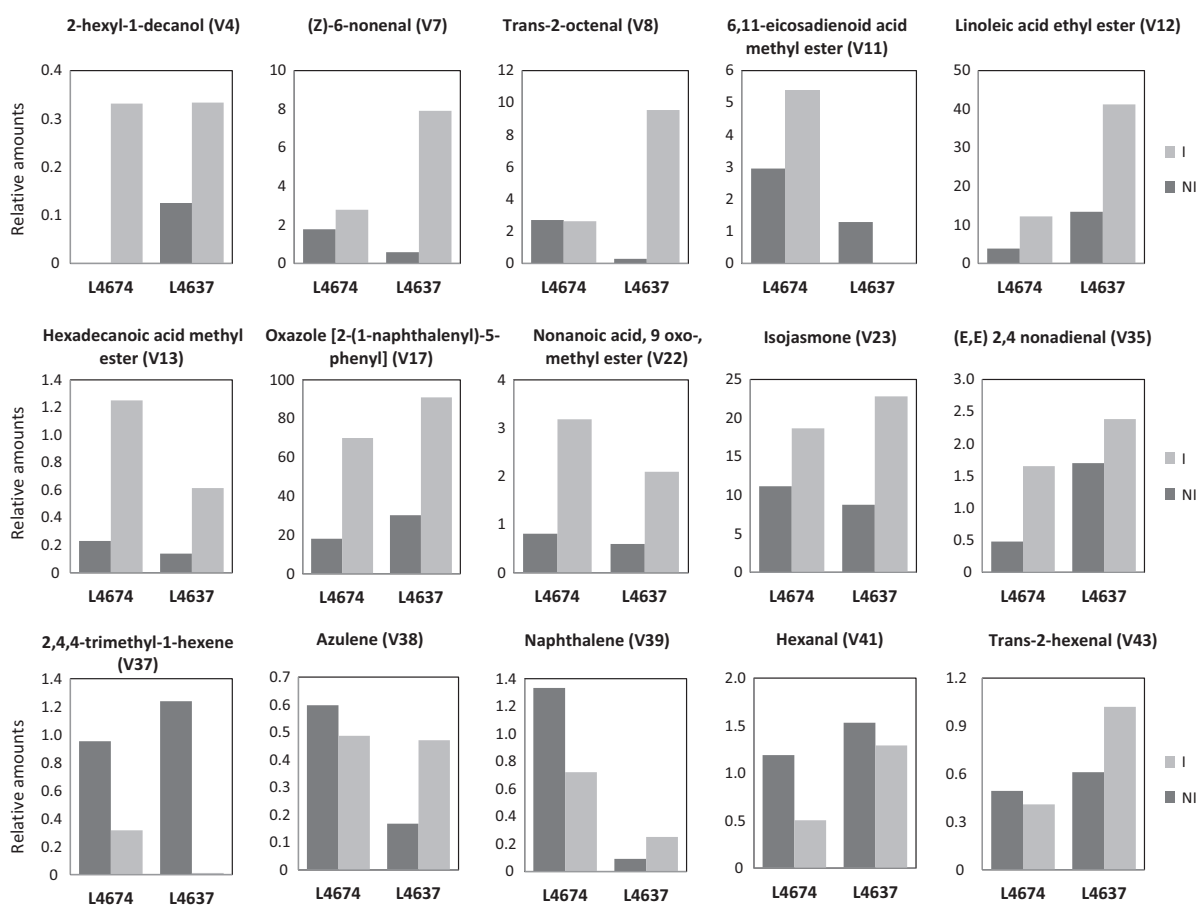 2-hexyl-1-decanol (V4)
(Z)-6-nonenal (V7)
Trans-2-octenal (V8)
6,11-eicosadienoid acid
methyl ester (V11)
Linoleic acid ethyl ester (V12)
Relative amounts
0.4
0.3
0.2
0.1
0
L4674 L4637
10
8
6
4
2
0
L4674 L4637
12
10
8
6
4
2
0
L4674 L4637
6
5
4
3
2
1
0
L4674 L4637
50
40
30
20
10
0
L4674 L4637
I
NI
Hexadecanoic acid methyl
ester (V13)
Oxazole [2-(1-naphthalenyl)-5-
phenyl] (V17)
Nonanoic acid, 9 oxo-,
methyl ester (V22)
Isojasmone (V23)
(E,E) 2,4 nonadienal (V35)
Relative amounts
1.4
1.2
1.0
0.8
0.6
0.4
0.2
0
L4674 L4637
100
80
60
40
20
0
L4674 L4637
4
3
2
1
0
L4674 L4637
25
20
15
10
5
0
L4674 L4637
3.0
2.5
2.0
1.5
1.0
0.5
0
L4674 L4637
I
NI
2,4,4-trimethyl-1-hexene
(V37)
Azulene (V38)
Naphthalene (V39)
Hexanal (V41)
Trans-2-hexenal (V43)
Relative amounts
1.4
1.2
1.0
0.8
0.6
0.4
0.2
0
L4674 L4637
0.7
0.6
0.5
0.4
0.3
0.2
0.1
0
L4674 L4637
1.4
1.2
1.0
0.8
0.6
0.4
0.2
0
L4674 L4637
2.0
1.5
1.0
0.5
0
L4674 L4637
1.2
0.9
0.6
0.3
0
L4674 L4637
I
NI